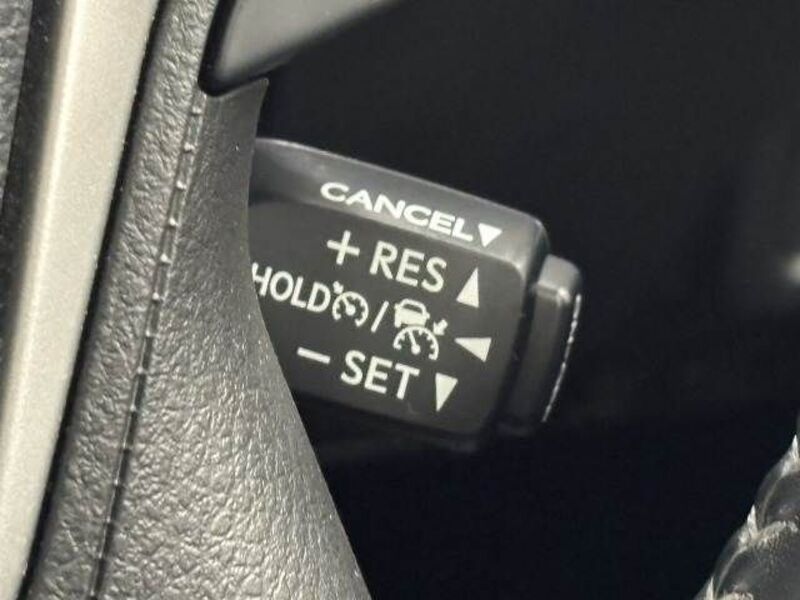 CANCEL▼
+ RES ▲
HOLD /  ◀
− SET ▼